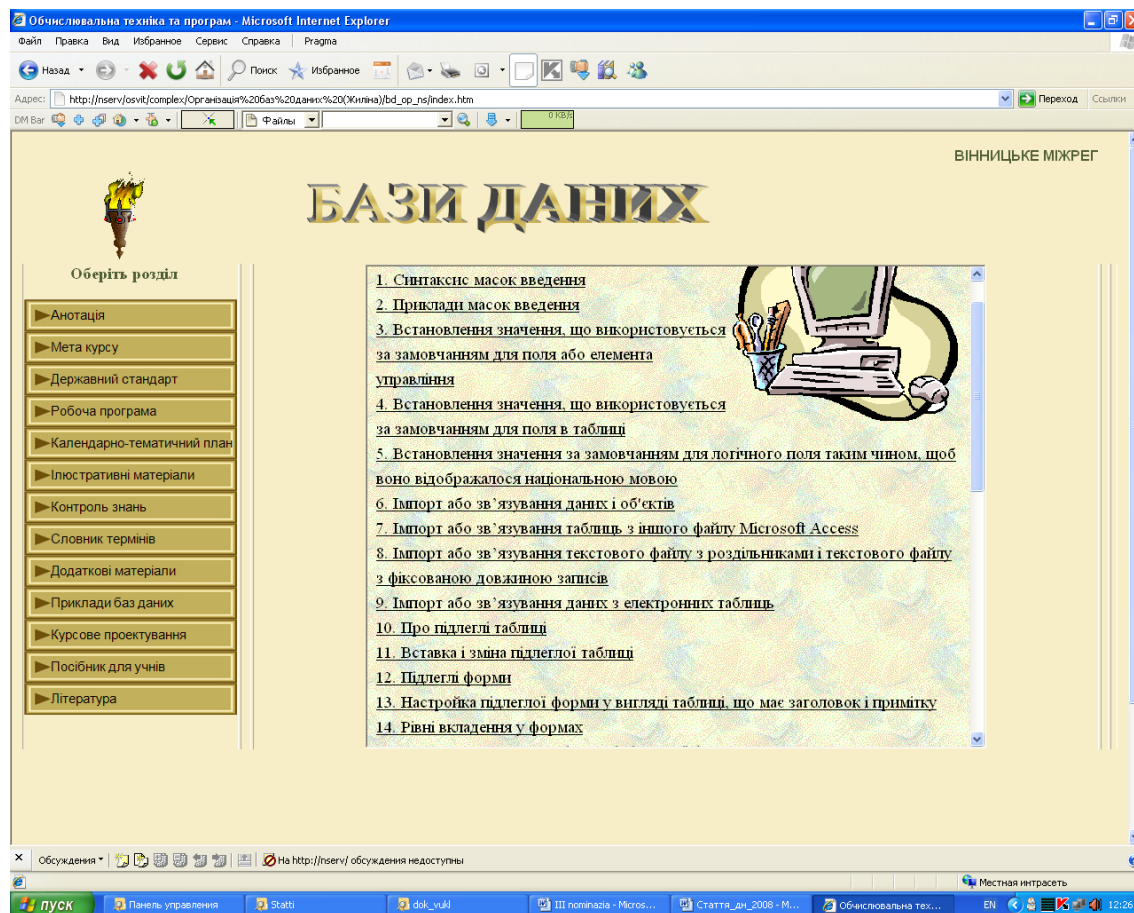 Обчислювальна техніка та програм - Microsoft Internet Explorer
Файл Правка Вид Избранное Сервис Справка Pragma
Назад Поиск Избранное
Адрес: http://nserv/osvit/complex/Організація%20баз%20даних%20(Жиліна)/bd_op_ns/index.htm Переход Ссылки
DM Bar Файлы 0 KB/s
ВІННИЦЬКЕ МІЖРЕГ
БАЗИ ДАНИХ
Оберіть розділ
Анотація
Мета курсу
Державний стандарт
Робоча програма
Календарно-тематичний план
Ілюстративні матеріали
Контроль знань
Словник термінів
Додаткові матеріали
Приклади баз даних
Курсове проектування
Посібник для учнів
Література
1. Синтаксис масок введення
2. Приклади масок введення
3. Встановлення значення, що використовується
за замовчанням для поля або елемента
управління
4. Встановлення значення, що використовується
за замовчанням для поля в таблиці
5. Встановлення значення за замовчанням для логічного поля таким чином, щоб
воно відображалося національною мовою
6. Імпорт або зв’язування даних і об'єктів
7. Імпорт або зв’язування таблиць з іншого файлу Microsoft Access
8. Імпорт або зв’язування текстового файлу з роздільниками і текстового файлу
з фіксованою довжиною записів
9. Імпорт або зв’язування даних з електронних таблиць
10. Про підлеглі таблиці
11. Вставка і зміна підлеглої таблиці
12. Підлеглі форми
13. Настройка підлеглої форми у вигляді таблиці, що має заголовок і примітку
14. Рівні вкладення у формах
Обсуждения На http://nserv/ обсуждения недоступны
Местная интрасеть
пуск Панель управления Statti dok_vukl III nominazia - Micros... Стаття_дн_2008 - M... Обчислювальна тех... EN 12:26